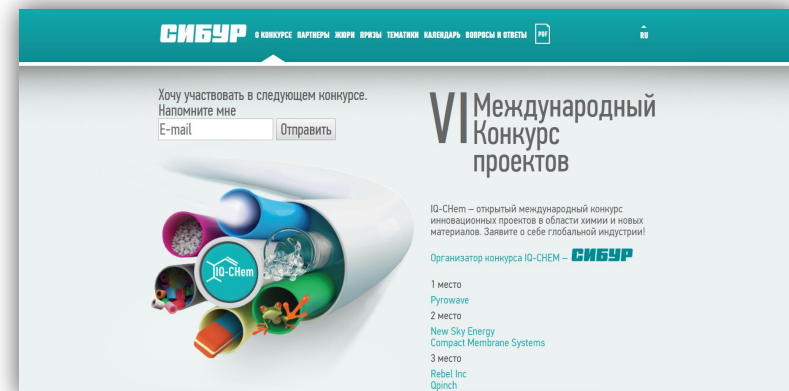 СИБУР О КОНКУРСЕ ПАРТНЕРЫ ЖЮРИ ПРИЗЫ ТЕМАТИКИ КАЛЕНДАРЬ ВОПРОСЫ И ОТВЕТЫ PDF RU
Хочу участвовать в следующем конкурсе.
Напомните мне
E-mail Отправить
IQ-CHem
VI Международный
Конкурс
проектов
IQ-CHem – открытый международный конкурс
инновационных проектов в области химии и новых
материалов. Заявите о себе глобальной индустрии!
Организатор конкурса IQ-CHEM – СИБУР
1 место
Pyrowave
2 место
New Sky Energy
Compact Membrane Systems
3 место
Rebel Inc
Qpinch